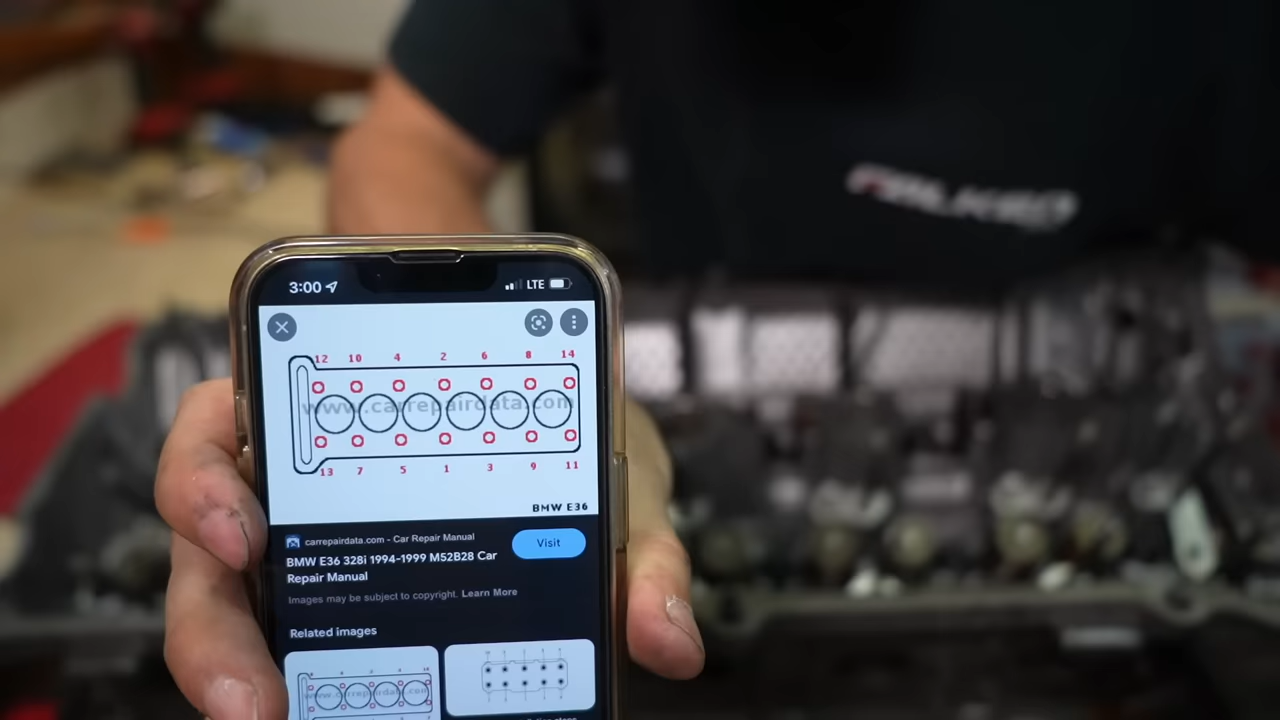 FALKEN
3:00 LTE
12 10 4 2 6 8 14
www.carrepairdata.com
13 7 5 1 3 9 11
BMW E36
carrepairdata.com - Car Repair Manual
Visit
BMW E36 328i 1994-1999 M52B28 Car
Repair Manual
Images may be subject to copyright. Learn More
Related images